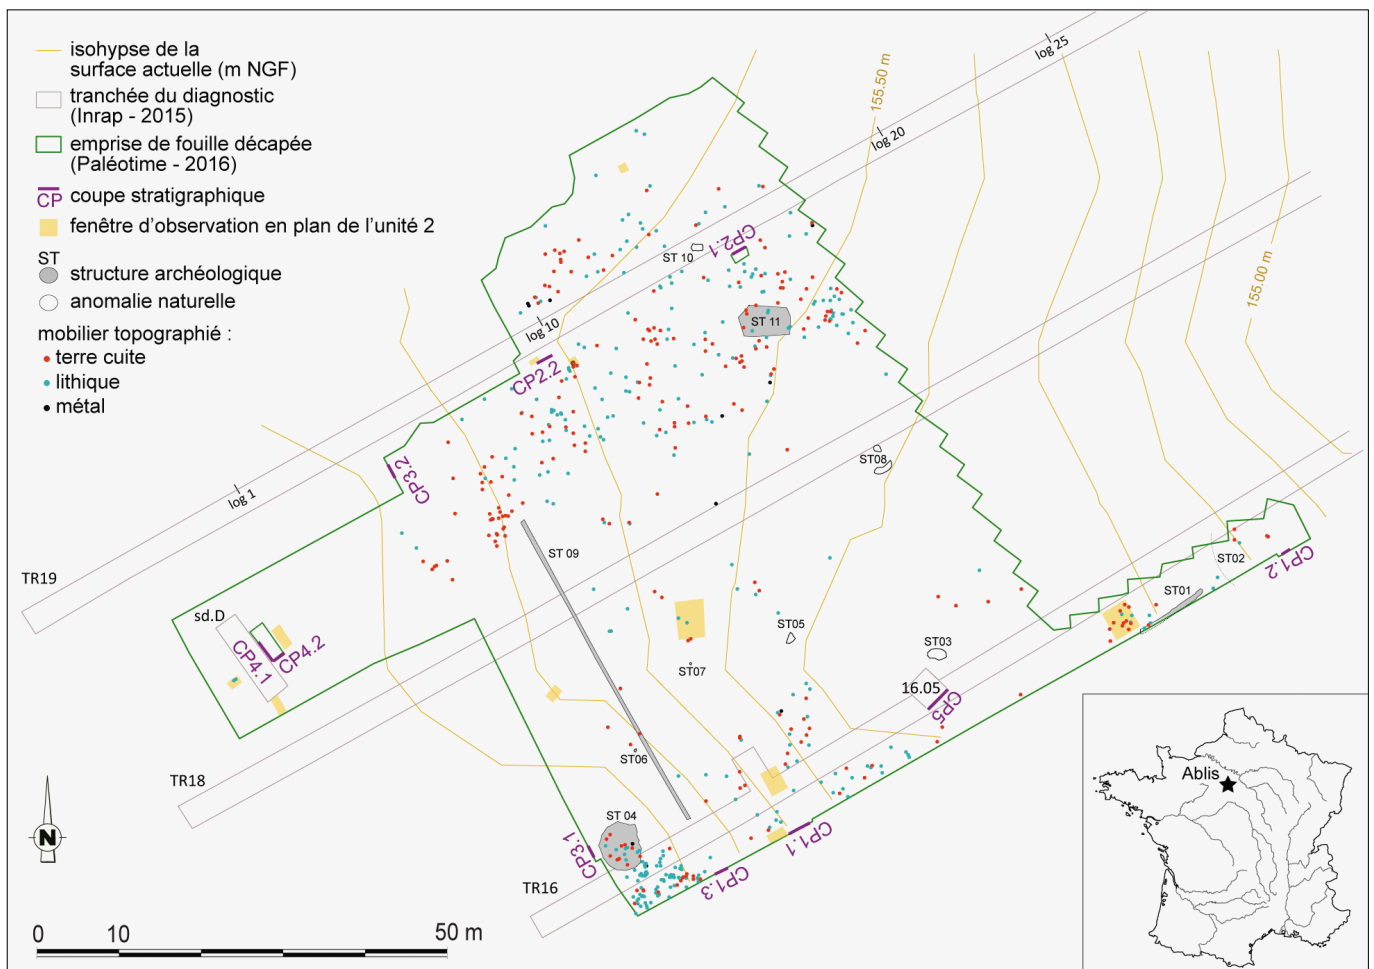 isohypse de la
surface actuelle (m NGF)
tranchée du diagnostic
(Inrap - 2015)
emprise de fouille décapée
(Paléotime - 2016)
CP coupe stratigraphique
fenêtre d'observation en plan de l'unité 2
ST
structure archéologique
anomalie naturelle
mobilier topographié :
terre cuite
lithique
métal
log 25
155.50 m
log 20
CP2.1
ST 10
155.00 m
ST 11
log 10
CP2.2
ST08
CP3.2
log 1
ST 09
CP1.2
ST02
TR19
ST01
sd.D
CP4.2
CP4.1
ST05
ST03
ST07
16.05
CP5
ST06
TR18
Ablis
N
ST 04
CP1.1
CP3.1
CP1.3
TR16
0 10 50 m